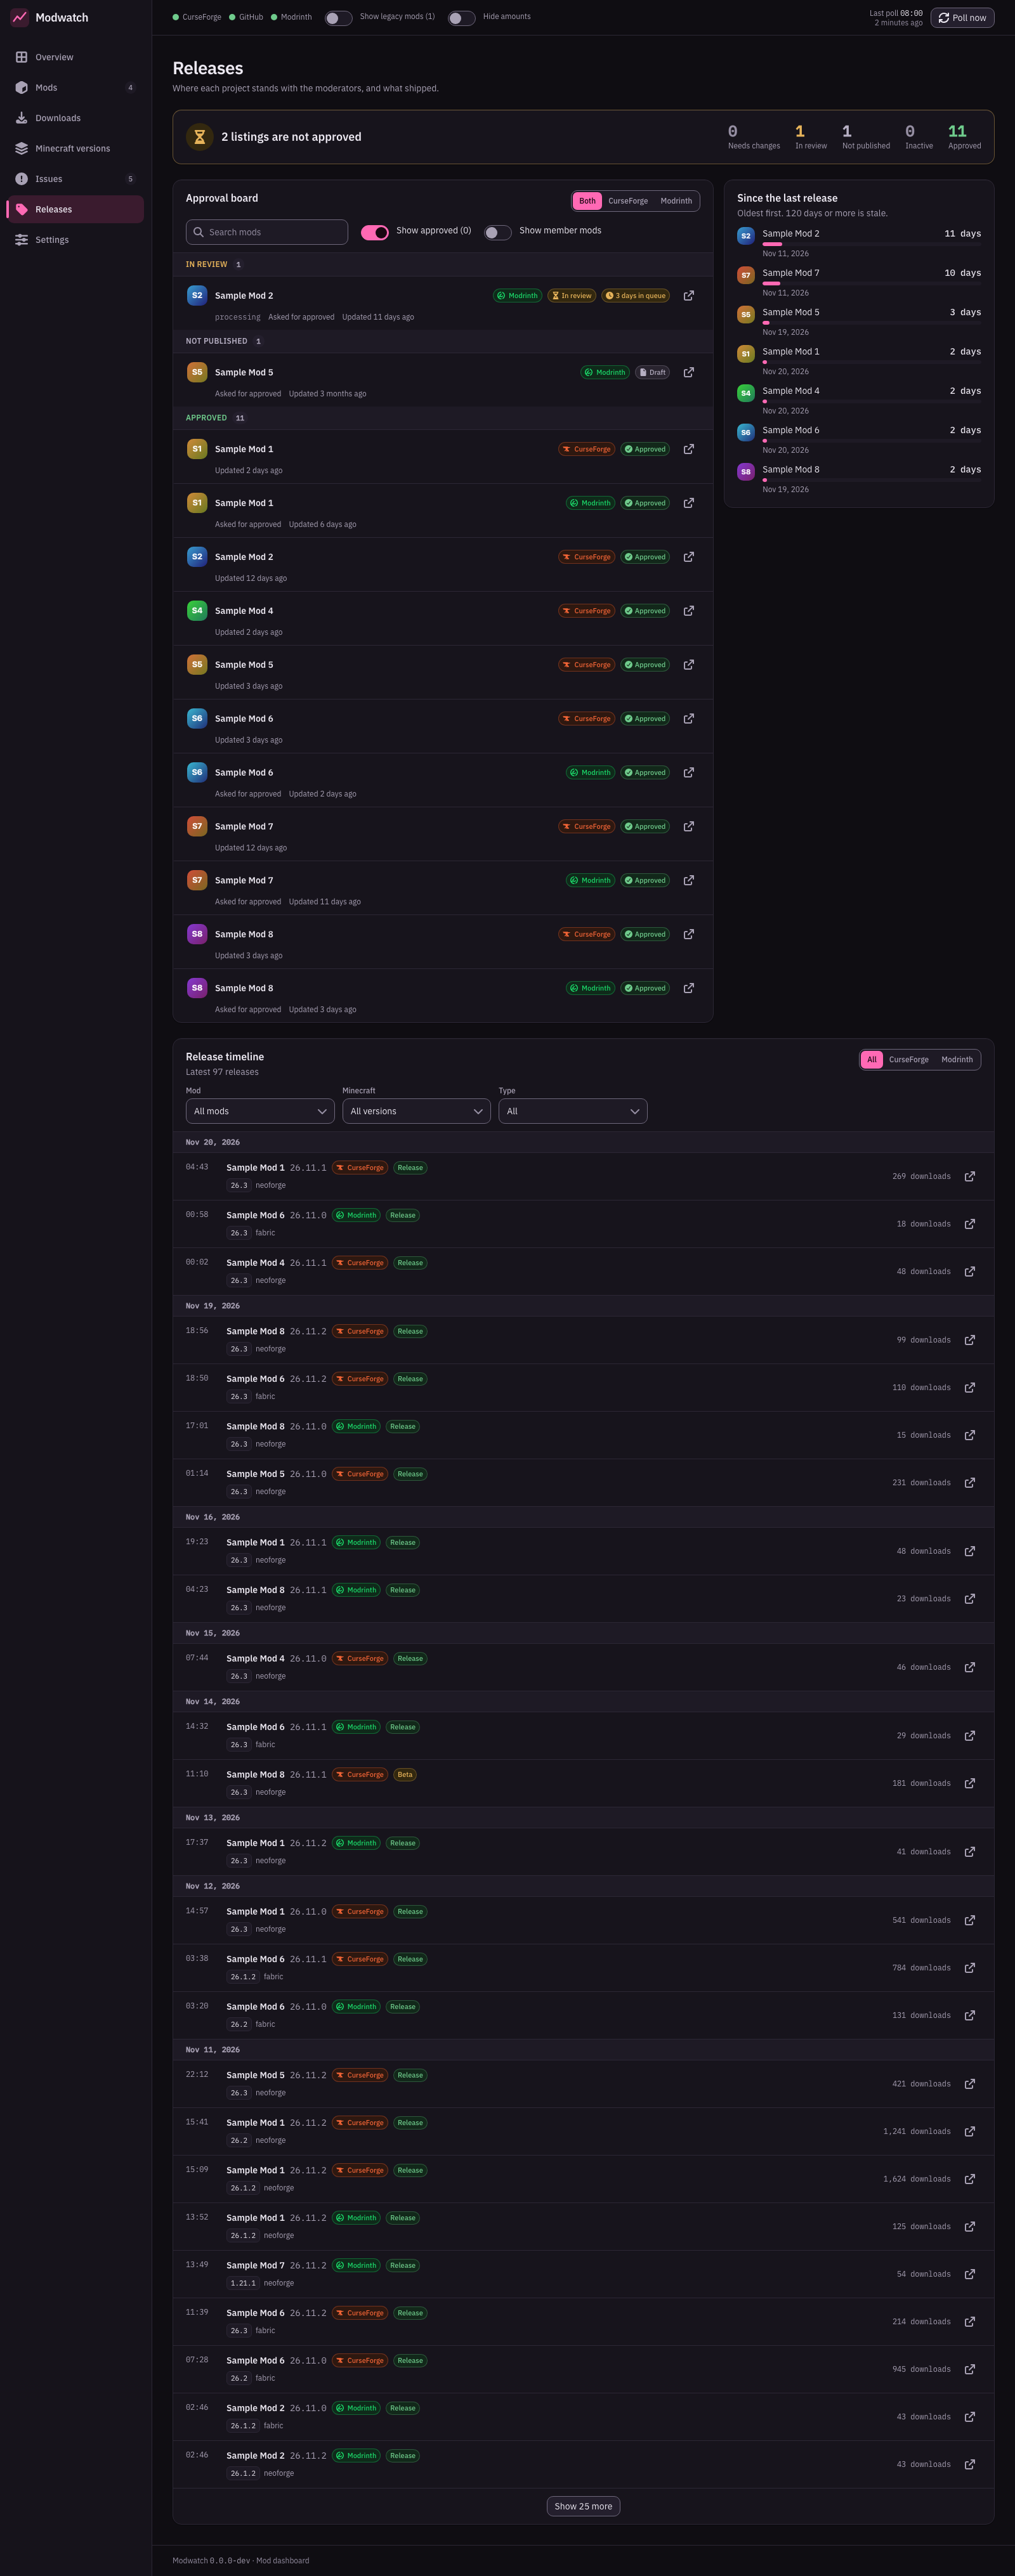 Modwatch
Overview
Mods 4
Downloads
Minecraft versions
Issues 5
Releases
Settings
CurseForge GitHub Modrinth Show legacy mods (1) Hide amounts
Last poll 08:00
2 minutes ago
Poll now
Releases
Where each project stands with the moderators, and what shipped.
2 listings are not approved
0 Needs changes
1 In review
1 Not published
0 Inactive
11 Approved
Approval board
Both CurseForge Modrinth
Search mods Show approved (0) Show member mods
IN REVIEW 1
S2 Sample Mod 2 Modrinth In review 3 days in queue
processing Asked for approved Updated 11 days ago
NOT PUBLISHED 1
S5 Sample Mod 5 Modrinth Draft
Asked for approved Updated 3 months ago
APPROVED 11
S1 Sample Mod 1 CurseForge Approved
Updated 2 days ago
S1 Sample Mod 1 Modrinth Approved
Asked for approved Updated 6 days ago
S2 Sample Mod 2 CurseForge Approved
Updated 12 days ago
S4 Sample Mod 4 CurseForge Approved
Updated 2 days ago
S5 Sample Mod 5 CurseForge Approved
Updated 3 days ago
S6 Sample Mod 6 CurseForge Approved
Updated 3 days ago
S6 Sample Mod 6 Modrinth Approved
Asked for approved Updated 2 days ago
S7 Sample Mod 7 CurseForge Approved
Updated 12 days ago
S7 Sample Mod 7 Modrinth Approved
Asked for approved Updated 11 days ago
S8 Sample Mod 8 CurseForge Approved
Updated 3 days ago
S8 Sample Mod 8 Modrinth Approved
Asked for approved Updated 3 days ago
Since the last release
Oldest first. 120 days or more is stale.
S2 Sample Mod 2 11 days
Nov 11, 2026
S7 Sample Mod 7 10 days
Nov 11, 2026
S5 Sample Mod 5 3 days
Nov 19, 2026
S1 Sample Mod 1 2 days
Nov 20, 2026
S4 Sample Mod 4 2 days
Nov 20, 2026
S6 Sample Mod 6 2 days
Nov 20, 2026
S8 Sample Mod 8 2 days
Nov 19, 2026
Release timeline
Latest 97 releases
All CurseForge Modrinth
Mod Minecraft Type
All mods All versions All
Nov 20, 2026
04:43 Sample Mod 1 26.11.1 CurseForge Release 269 downloads
26.3 neoforge
00:58 Sample Mod 6 26.11.0 Modrinth Release 18 downloads
26.3 fabric
00:02 Sample Mod 4 26.11.1 CurseForge Release 48 downloads
26.3 neoforge
Nov 19, 2026
18:56 Sample Mod 8 26.11.2 CurseForge Release 99 downloads
26.3 neoforge
18:50 Sample Mod 6 26.11.2 CurseForge Release 110 downloads
26.3 fabric
17:01 Sample Mod 8 26.11.0 Modrinth Release 15 downloads
26.3 neoforge
01:14 Sample Mod 5 26.11.0 CurseForge Release 231 downloads
26.3 neoforge
Nov 16, 2026
19:23 Sample Mod 1 26.11.1 Modrinth Release 48 downloads
26.3 neoforge
04:23 Sample Mod 8 26.11.1 Modrinth Release 23 downloads
26.3 neoforge
Nov 15, 2026
07:44 Sample Mod 4 26.11.0 CurseForge Release 46 downloads
26.3 neoforge
Nov 14, 2026
14:32 Sample Mod 6 26.11.1 Modrinth Release 29 downloads
26.3 fabric
11:10 Sample Mod 8 26.11.1 CurseForge Beta 181 downloads
26.3 neoforge
Nov 13, 2026
17:37 Sample Mod 1 26.11.2 Modrinth Release 41 downloads
26.3 neoforge
Nov 12, 2026
14:57 Sample Mod 1 26.11.0 CurseForge Release 541 downloads
26.3 neoforge
03:38 Sample Mod 6 26.11.1 CurseForge Release 784 downloads
26.1.2 fabric
03:20 Sample Mod 6 26.11.0 Modrinth Release 131 downloads
26.2 fabric
Nov 11, 2026
22:12 Sample Mod 5 26.11.2 CurseForge Release 421 downloads
26.3 neoforge
15:41 Sample Mod 1 26.11.2 CurseForge Release 1,241 downloads
26.2 neoforge
15:09 Sample Mod 1 26.11.2 CurseForge Release 1,624 downloads
26.1.2 neoforge
13:52 Sample Mod 1 26.11.2 Modrinth Release 125 downloads
26.1.2 neoforge
13:49 Sample Mod 7 26.11.2 Modrinth Release 54 downloads
1.21.1 neoforge
11:39 Sample Mod 6 26.11.2 CurseForge Release 214 downloads
26.3 fabric
07:28 Sample Mod 6 26.11.0 CurseForge Release 945 downloads
26.2 fabric
02:46 Sample Mod 2 26.11.0 Modrinth Release 43 downloads
26.1.2 fabric
02:46 Sample Mod 2 26.11.2 Modrinth Release 43 downloads
26.1.2 neoforge
Show 25 more
Modwatch 0.0.0-dev · Mod dashboard